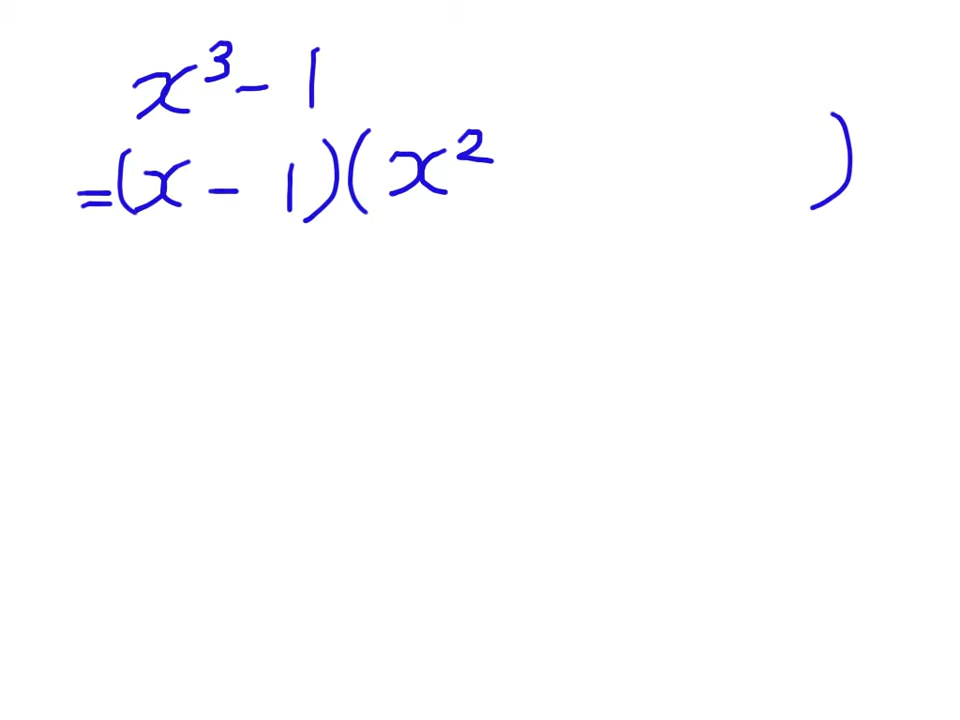 x³ - 1
= (x - 1)(x² )